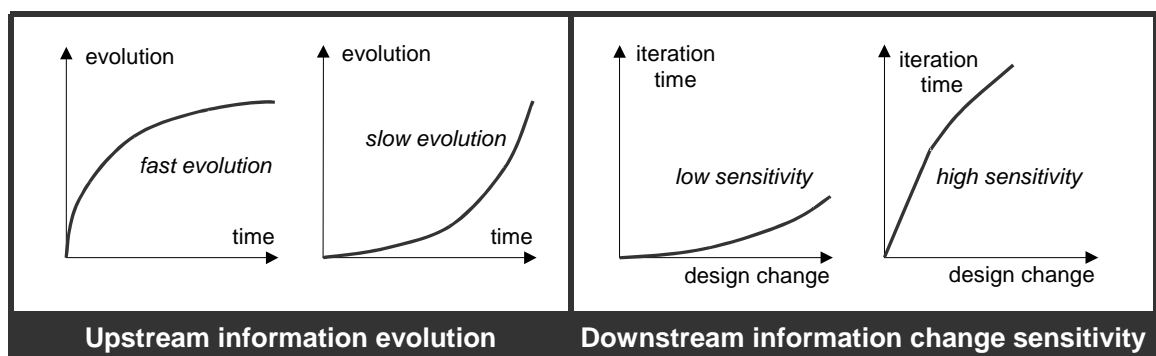 evolution
fast evolution
time
evolution
slow evolution
time
iteration
time
low sensitivity
design change
iteration
time
high sensitivity
design change
Upstream information evolution
Downstream information change sensitivity